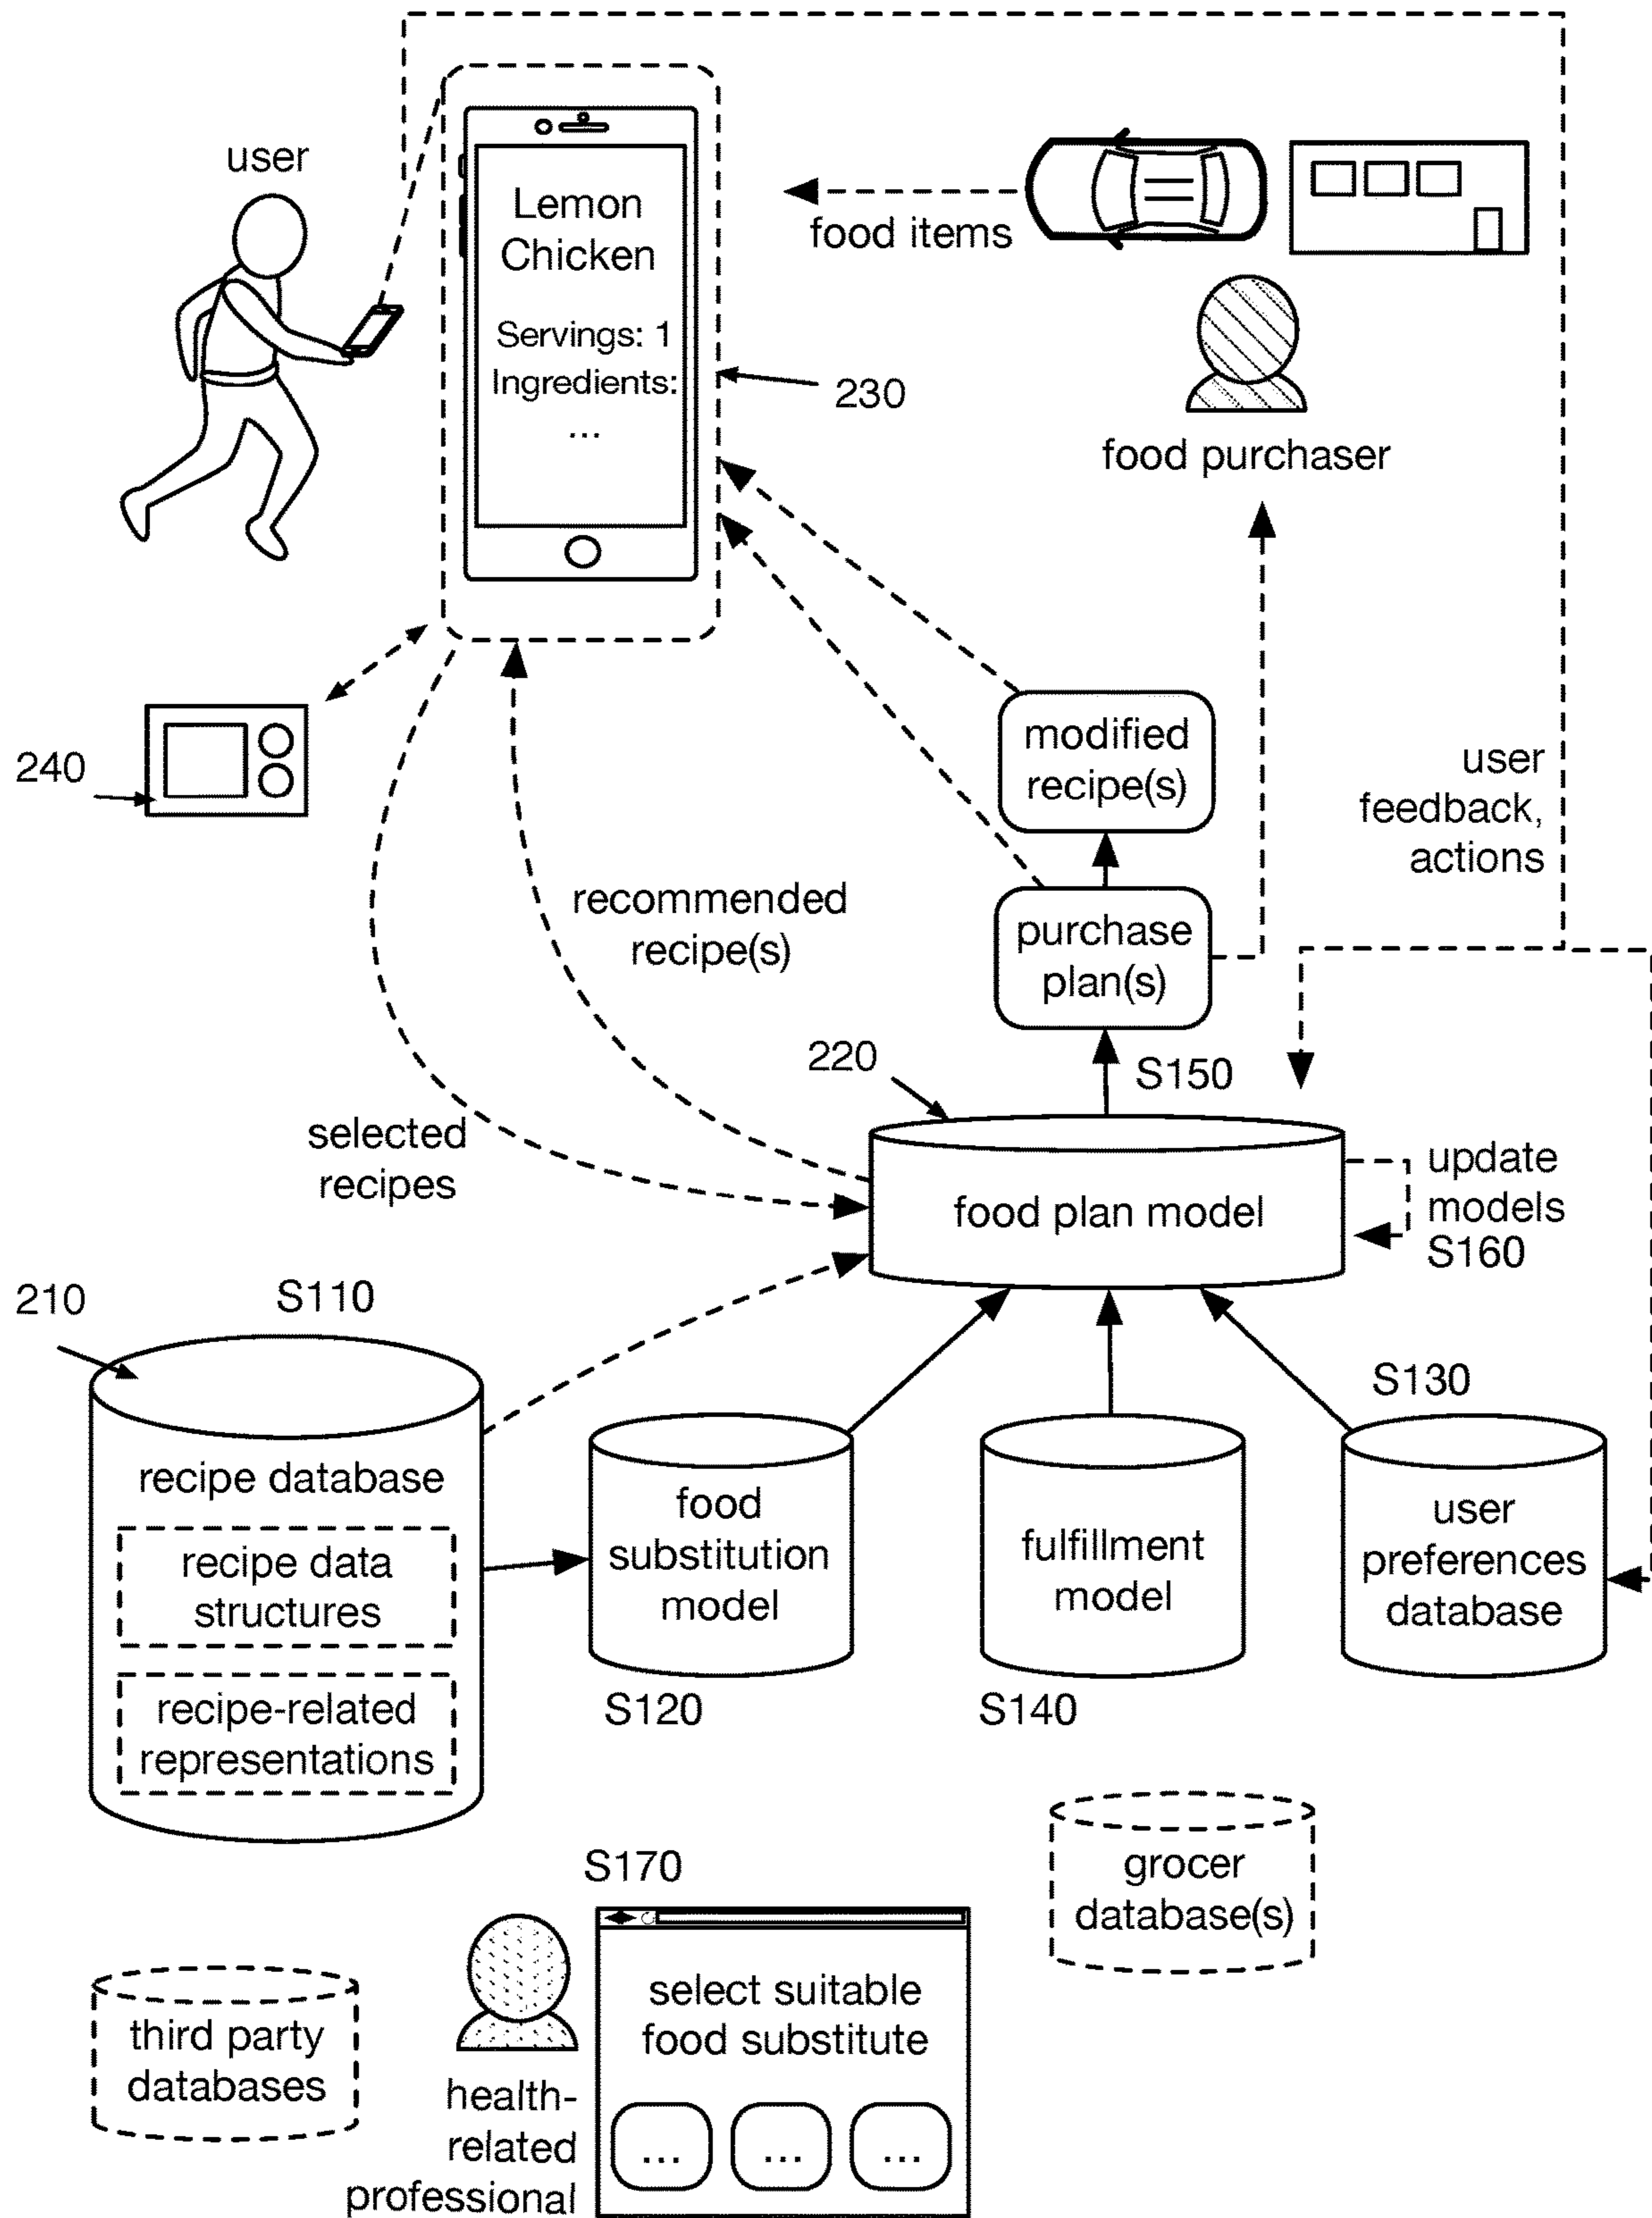 user
Lemon
Chicken
Servings: 1
Ingredients:
...
food items
230
food purchaser
240
modified
recipe(s)
user
feedback,
actions
recommended
recipe(s)
purchase
plan(s)
220
S150
selected
recipes
food plan model
update
models
S160
210
S110
S130
recipe database
recipe data
structures
recipe-related
representations
food
substitution
model
fulfillment
model
user
preferences
database
S120
S140
S170
grocer
database(s)
select suitable
food substitute
third party
databases
health-
related
professional
...
...
...